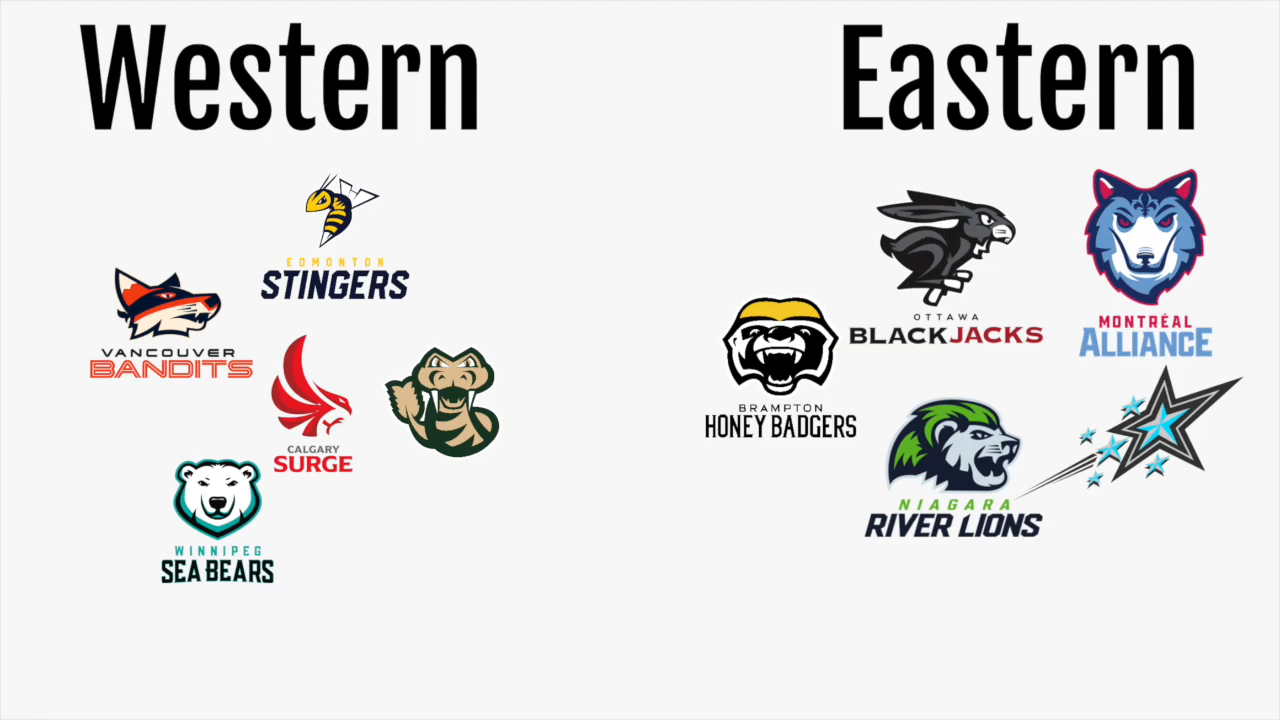 Western
Eastern
EDMONTON
STINGERS
VANCOUVER
BANDITS
CALGARY
SURGE
WINNIPEG
SEA BEARS
OTTAWA
BLACKJACKS
MONTRÉAL
ALLIANCE
BRAMPTON
HONEY BADGERS
NIAGARA
RIVER LIONS